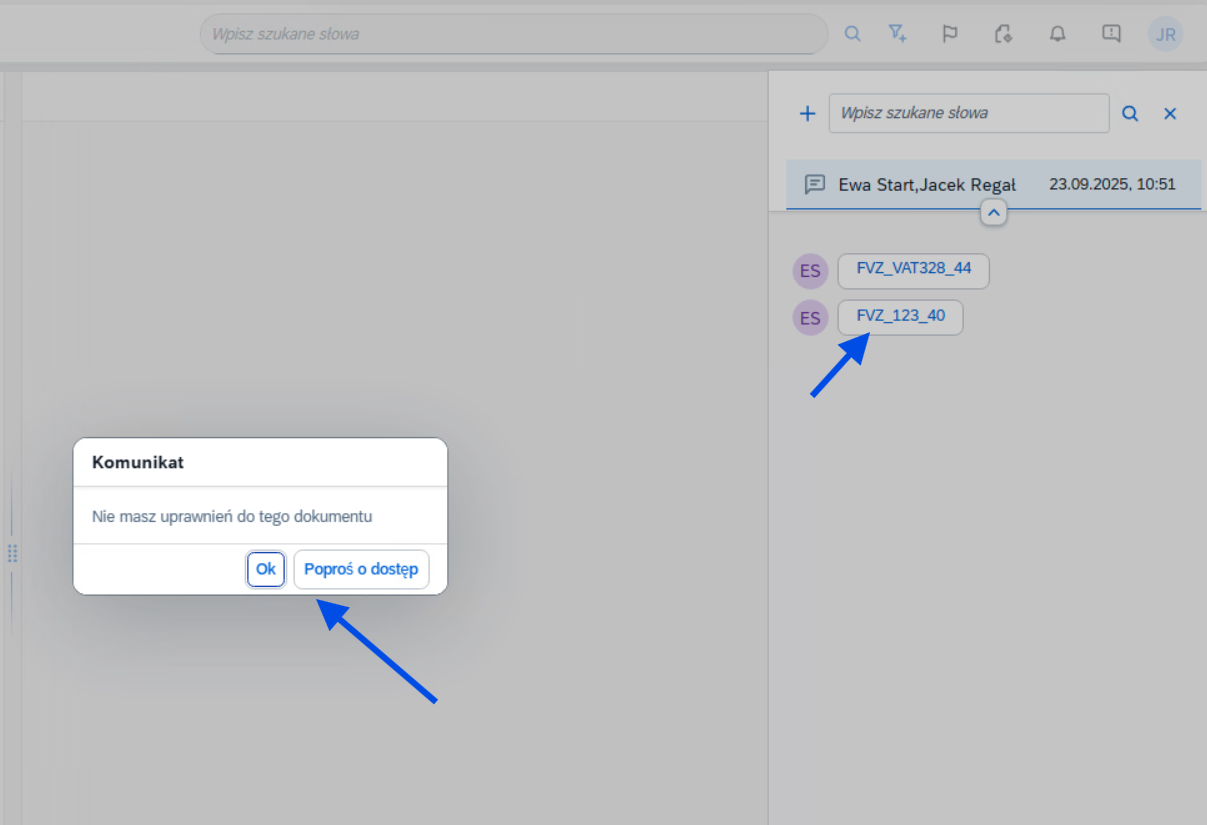 Wpisz szukane słowa
JR
Wpisz szukane słowa
Ewa Start,Jacek Regał 23.09.2025, 10:51
ES FVZ_VAT328_44
ES FVZ_123_40
Komunikat
Nie masz uprawnień do tego dokumentu
Ok Poproś o dostęp